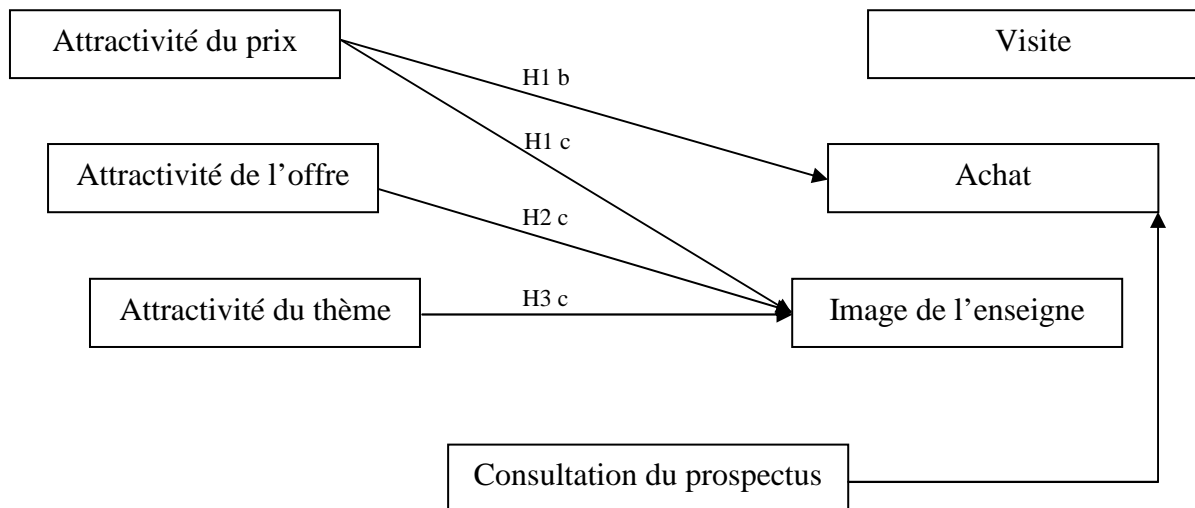 Attractivité du prix
Visite
H1 b
H1 c
Attractivité de l’offre
Achat
H2 c
Attractivité du thème
H3 c
Image de l’enseigne
Consultation du prospectus